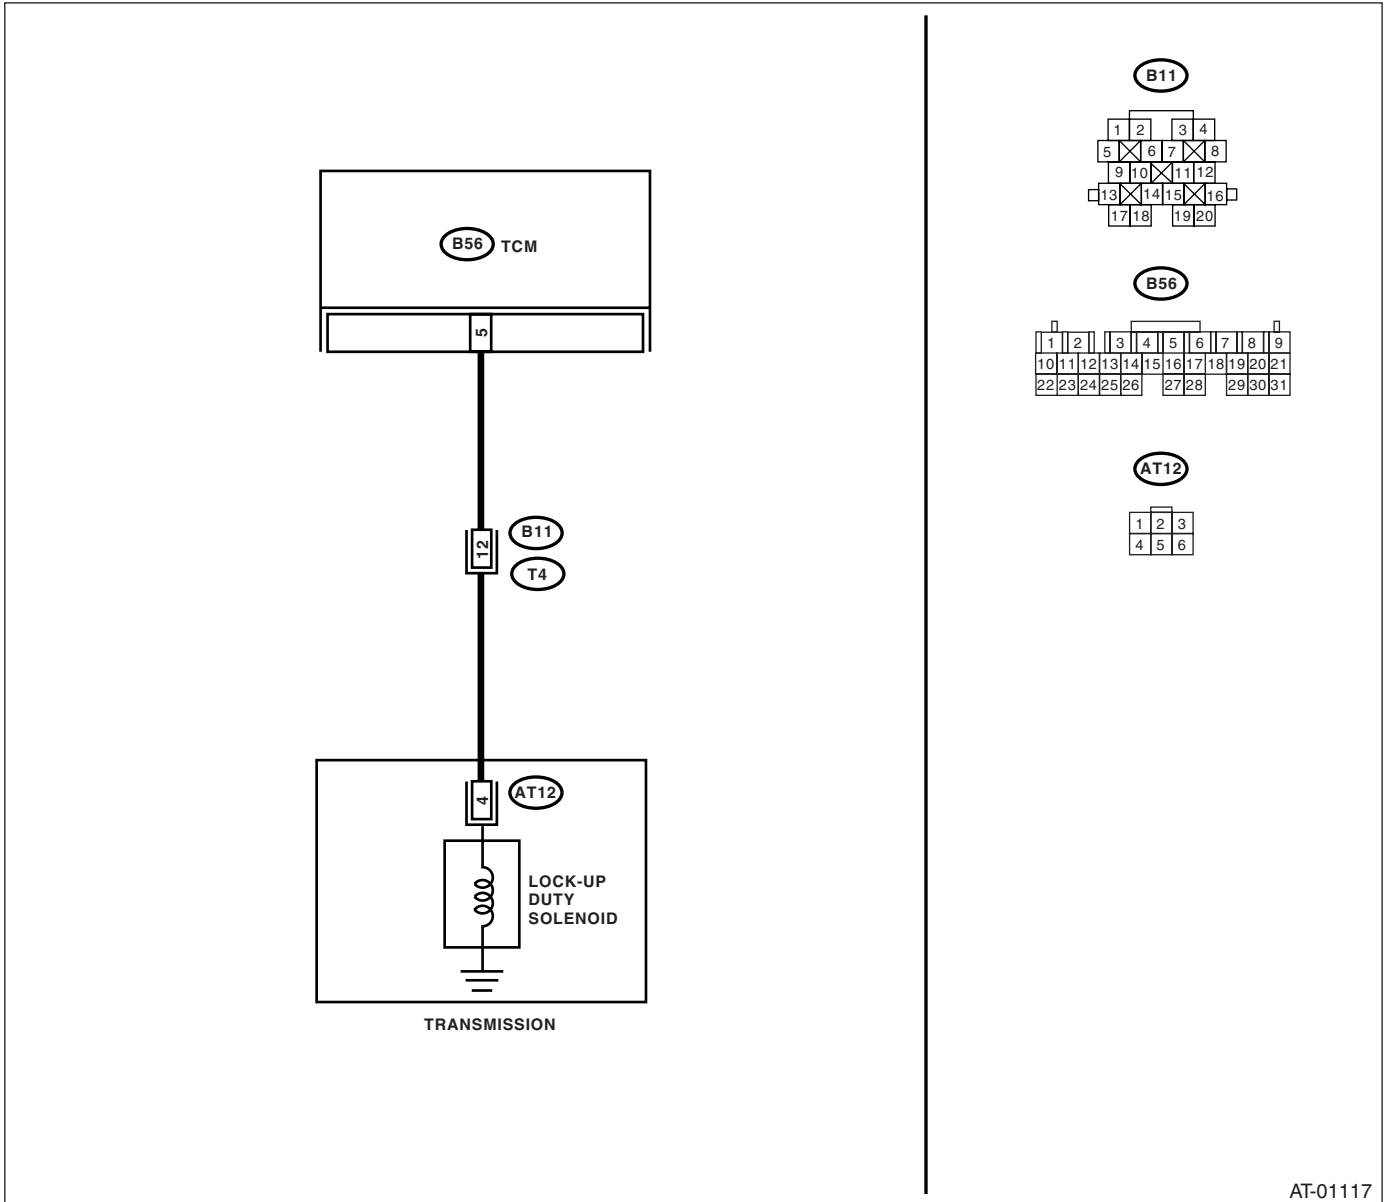 B56 TCM
5
12
B11
T4
4
AT12
LOCK-UP
DUTY
SOLENOID
TRANSMISSION
B11
1 2 3 4
5 6 7 8
9 10 11 12
13 14 15 16
17 18 19 20
B56
1 2 3 4 5 6 7 8 9
10 11 12 13 14 15 16 17 18 19 20 21
22 23 24 25 26 27 28 29 30 31
AT12
1 2 3
4 5 6
AT-01117